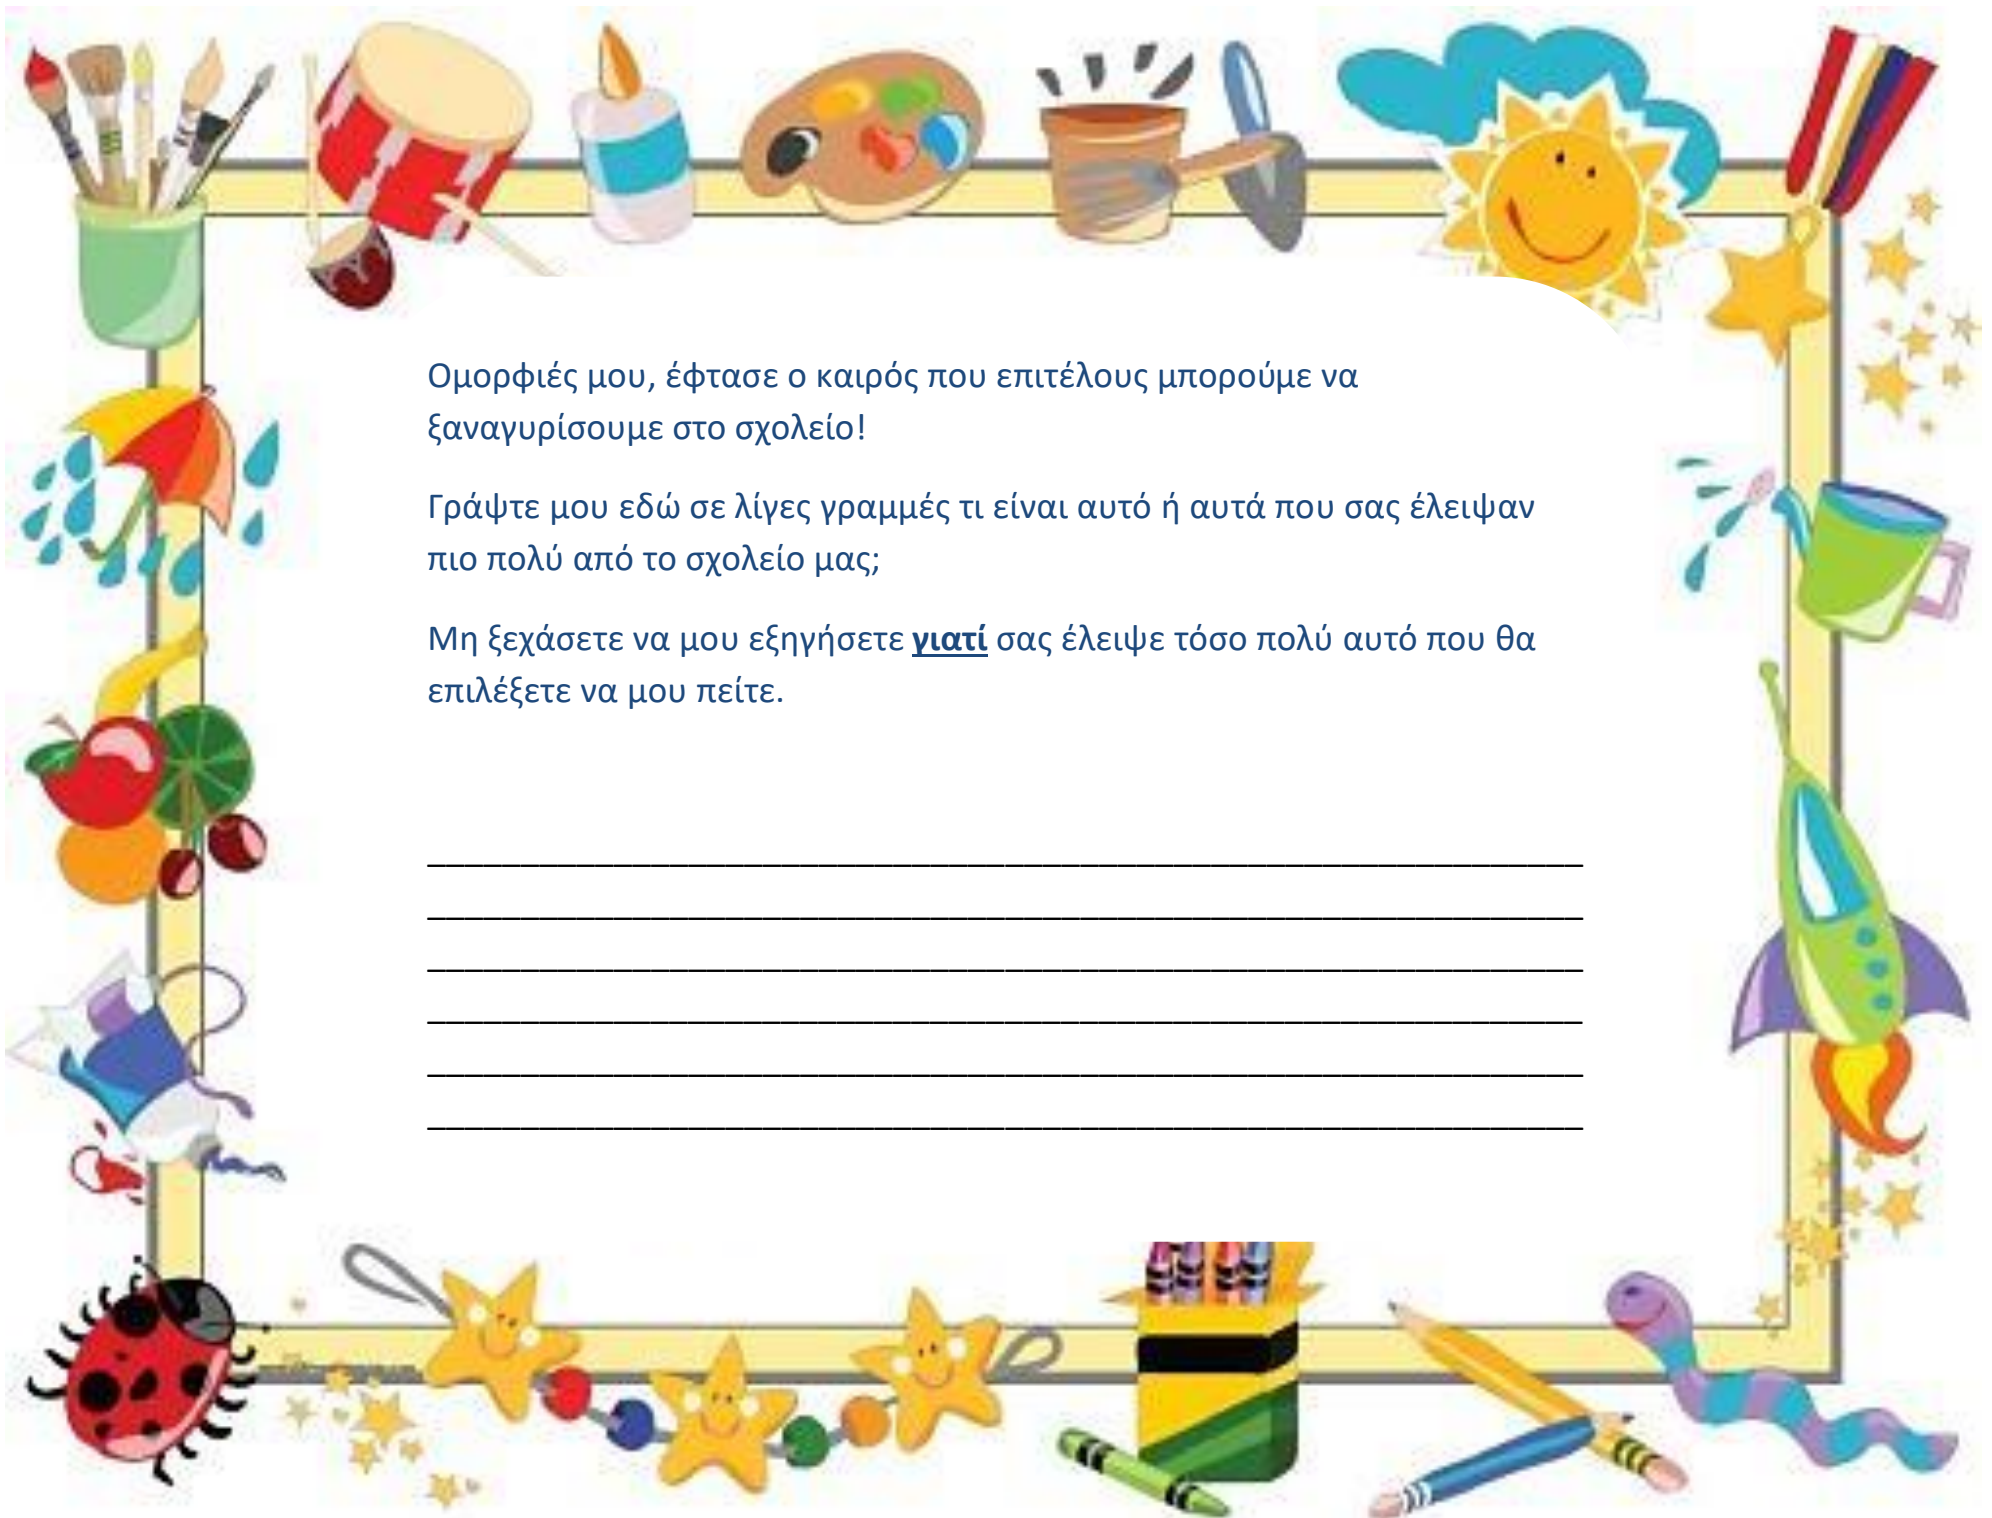 Ομορφιές μου, έφτασε ο καιρός που επιτέλους μπορούμε να
ξαναγυρίσουμε στο σχολείο!
Γράψτε μου εδώ σε λίγες γραμμές τι είναι αυτό ή αυτά που σας έλειψαν
πιο πολύ από το σχολείο μας;
Μη ξεχάσετε να μου εξηγήσετε γιατί σας έλειψε τόσο πολύ αυτό που θα
επιλέξετε να μου πείτε.